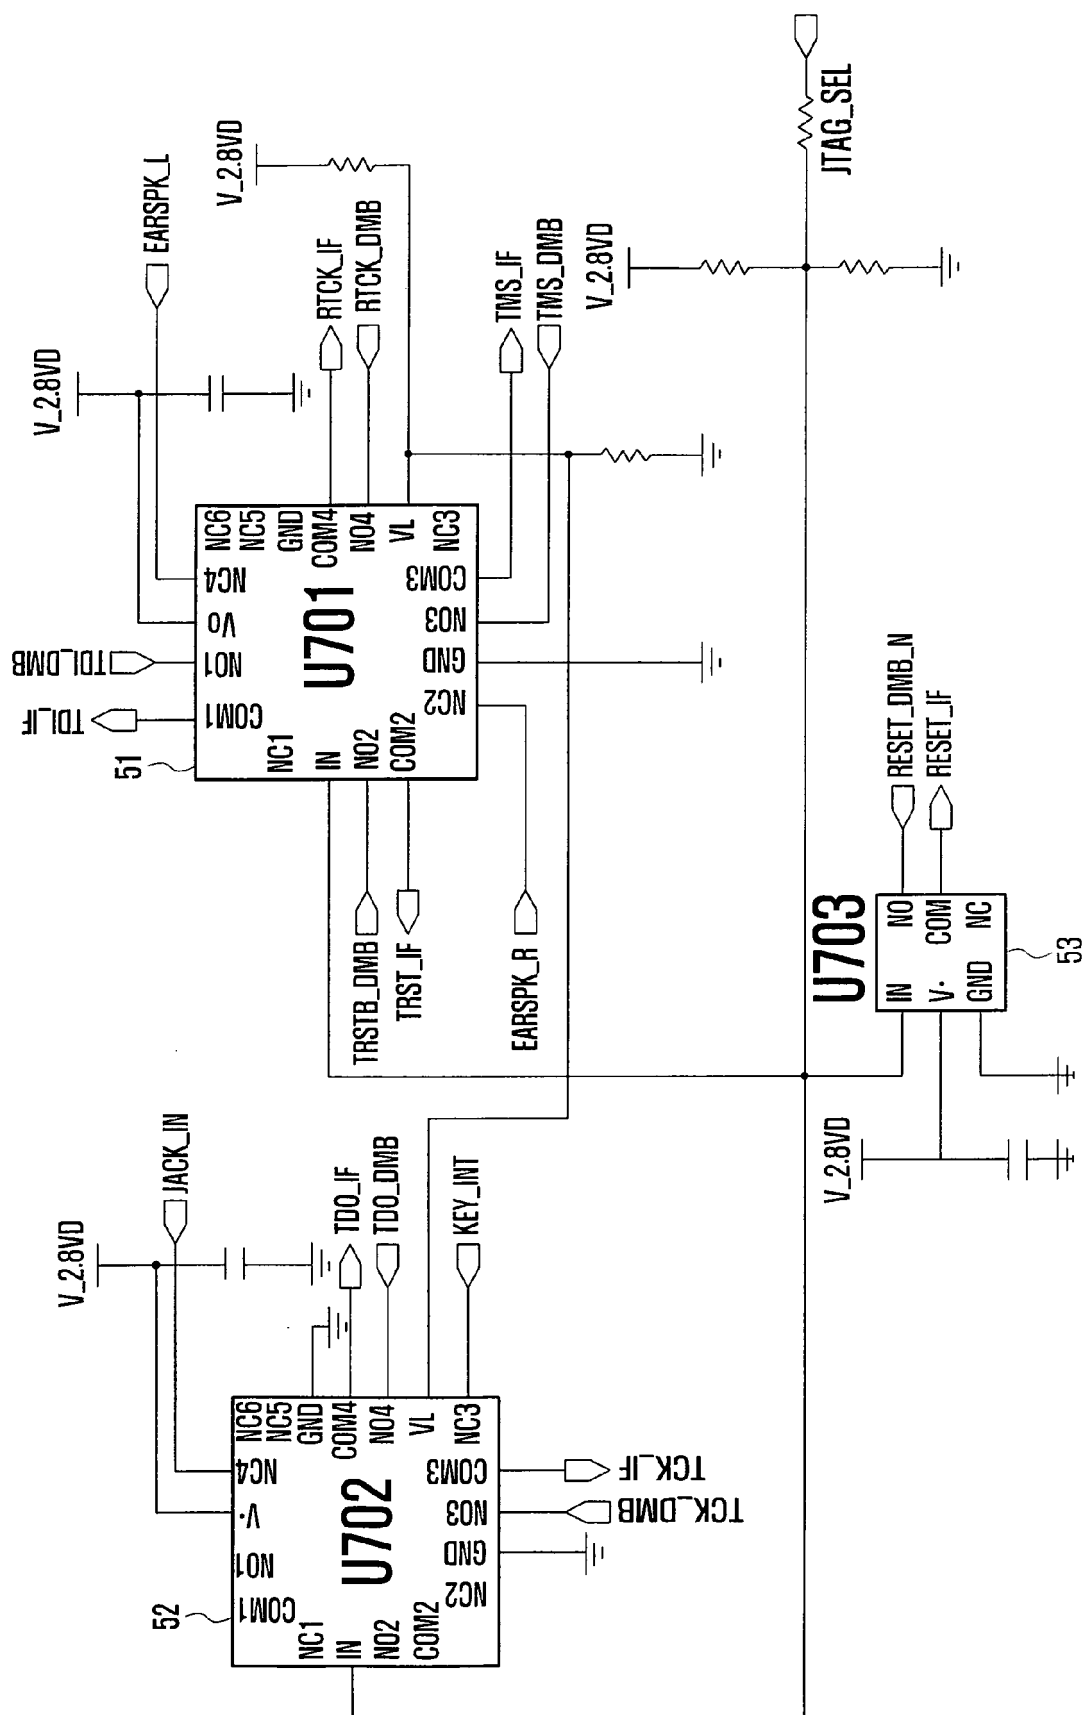 V_2.8VD
JACK_IN
TDO_IF
TDO_DMB
KEY_INT
52
U702
NC6
NC5
GND
COM4
NO4
VL
NC3
NC4
V·
NO1
COM1
NC1
IN
NO2
COM2
NC2
GND
NO3
COM3
TCK_IF
TCK_DMB
V_2.8VD
EARSPK_L
V_2.8VD
RTCK_IF
RTCK_DMB
TMS_IF
TMS_DMB
TDI_DMB
TDI_IF
51
U701
NC6
NC5
GND
COM4
NO4
VL
NC3
NC4
VO
NO1
COM1
NC1
IN
NO2
COM2
NC2
GND
NO3
COM3
TRSTB_DMB
TRST_IF
EARSPK_R
V_2.8VD
JTAG_SEL
U703
IN
V·
GND
NO
COM
NC
53
RESET_DMB_N
RESET_IF
V_2.8VD